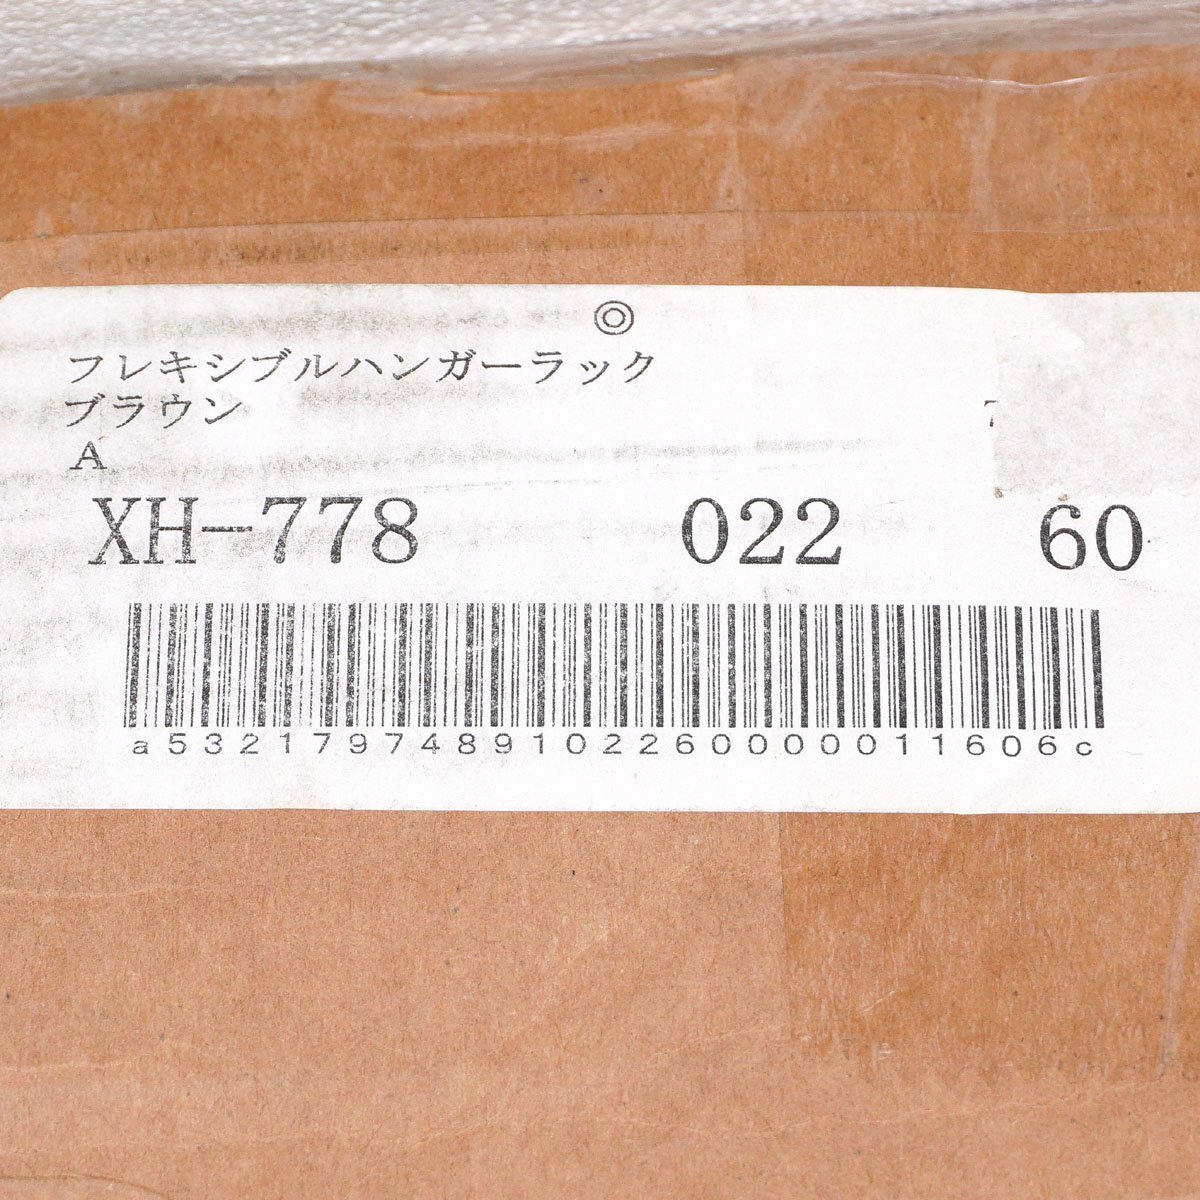 ◎
フレキシブルハンガーラック
ブラウン
A
XH-778 022 60
a5321797489102260000011606c